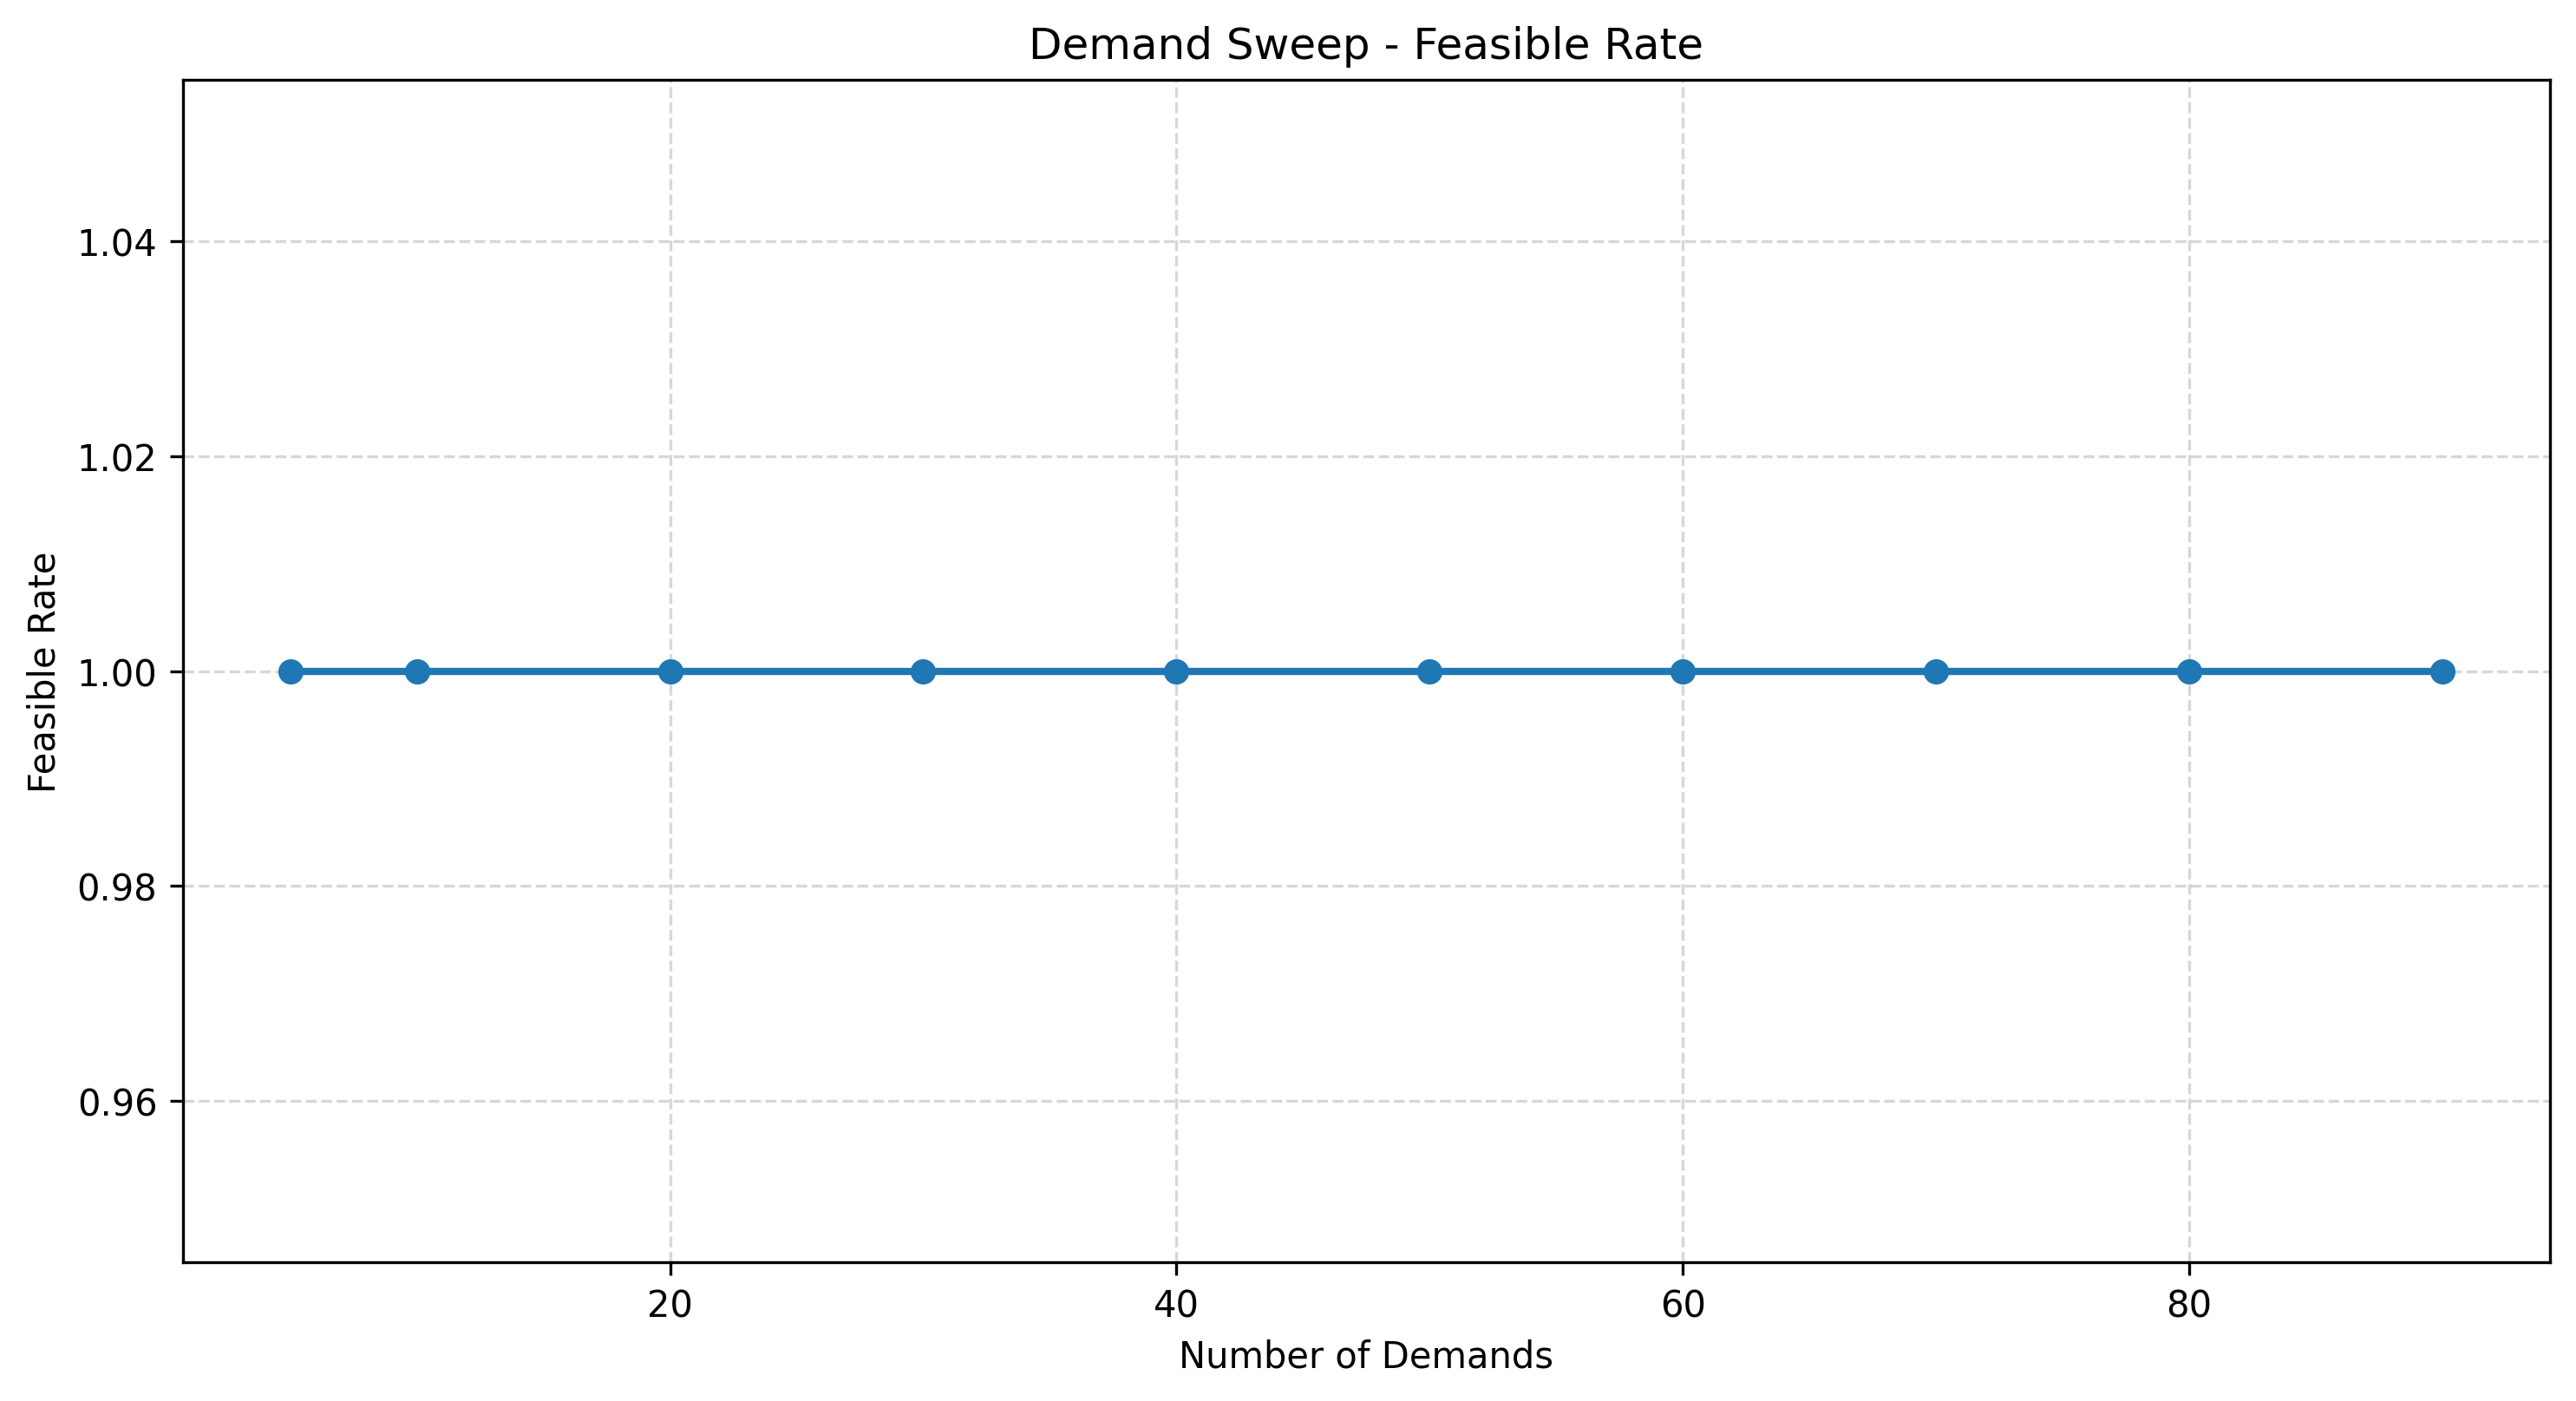 Demand Sweep - Feasible Rate
1.04
1.02
1.00
0.98
0.96
Feasible Rate
20 40 60 80
Number of Demands